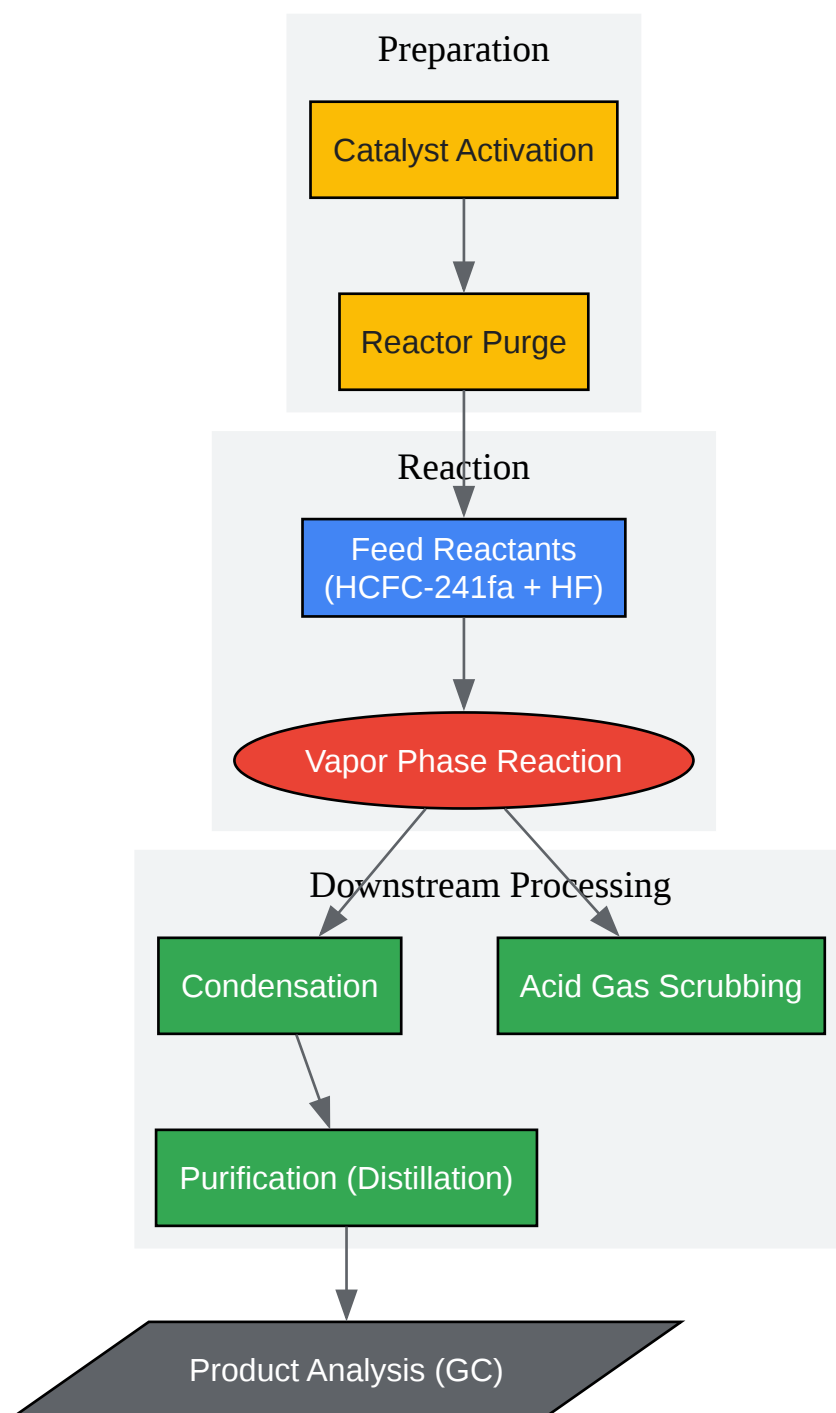 Preparation
Catalyst Activation
Reactor Purge
Reaction
Feed Reactants
(HCFC-241fa + HF)
Vapor Phase Reaction
Downstream Processing
Condensation
Acid Gas Scrubbing
Purification (Distillation)
Product Analysis (GC)